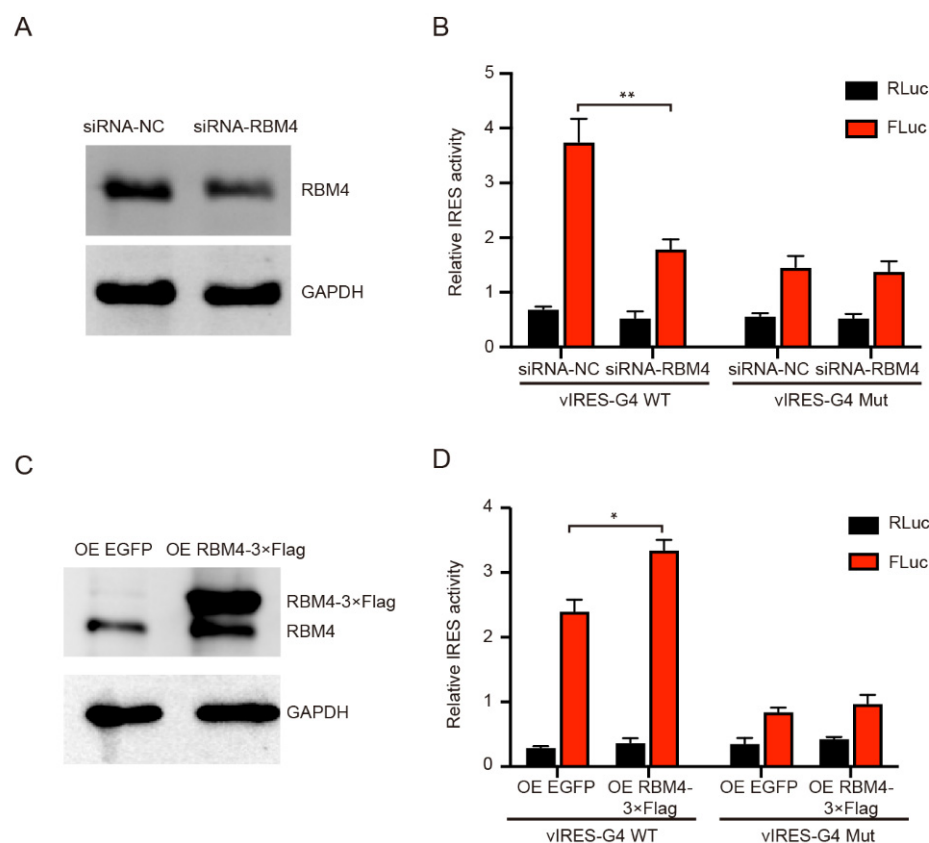 A
siRNA-NC siRNA-RBM4
RBM4
GAPDH
B
5
4
3
2
1
0
Relative IRES activity
**
RLuc
FLuc
siRNA-NC siRNA-RBM4 siRNA-NC siRNA-RBM4
vIRES-G4 WT vIRES-G4 Mut
C
OE EGFP OE RBM4-3×Flag
RBM4-3×Flag
RBM4
GAPDH
D
4
3
2
1
0
Relative IRES activity
*
RLuc
FLuc
OE EGFP OE RBM4- OE EGFP OE RBM4-
3×Flag 3×Flag
vIRES-G4 WT vIRES-G4 Mut